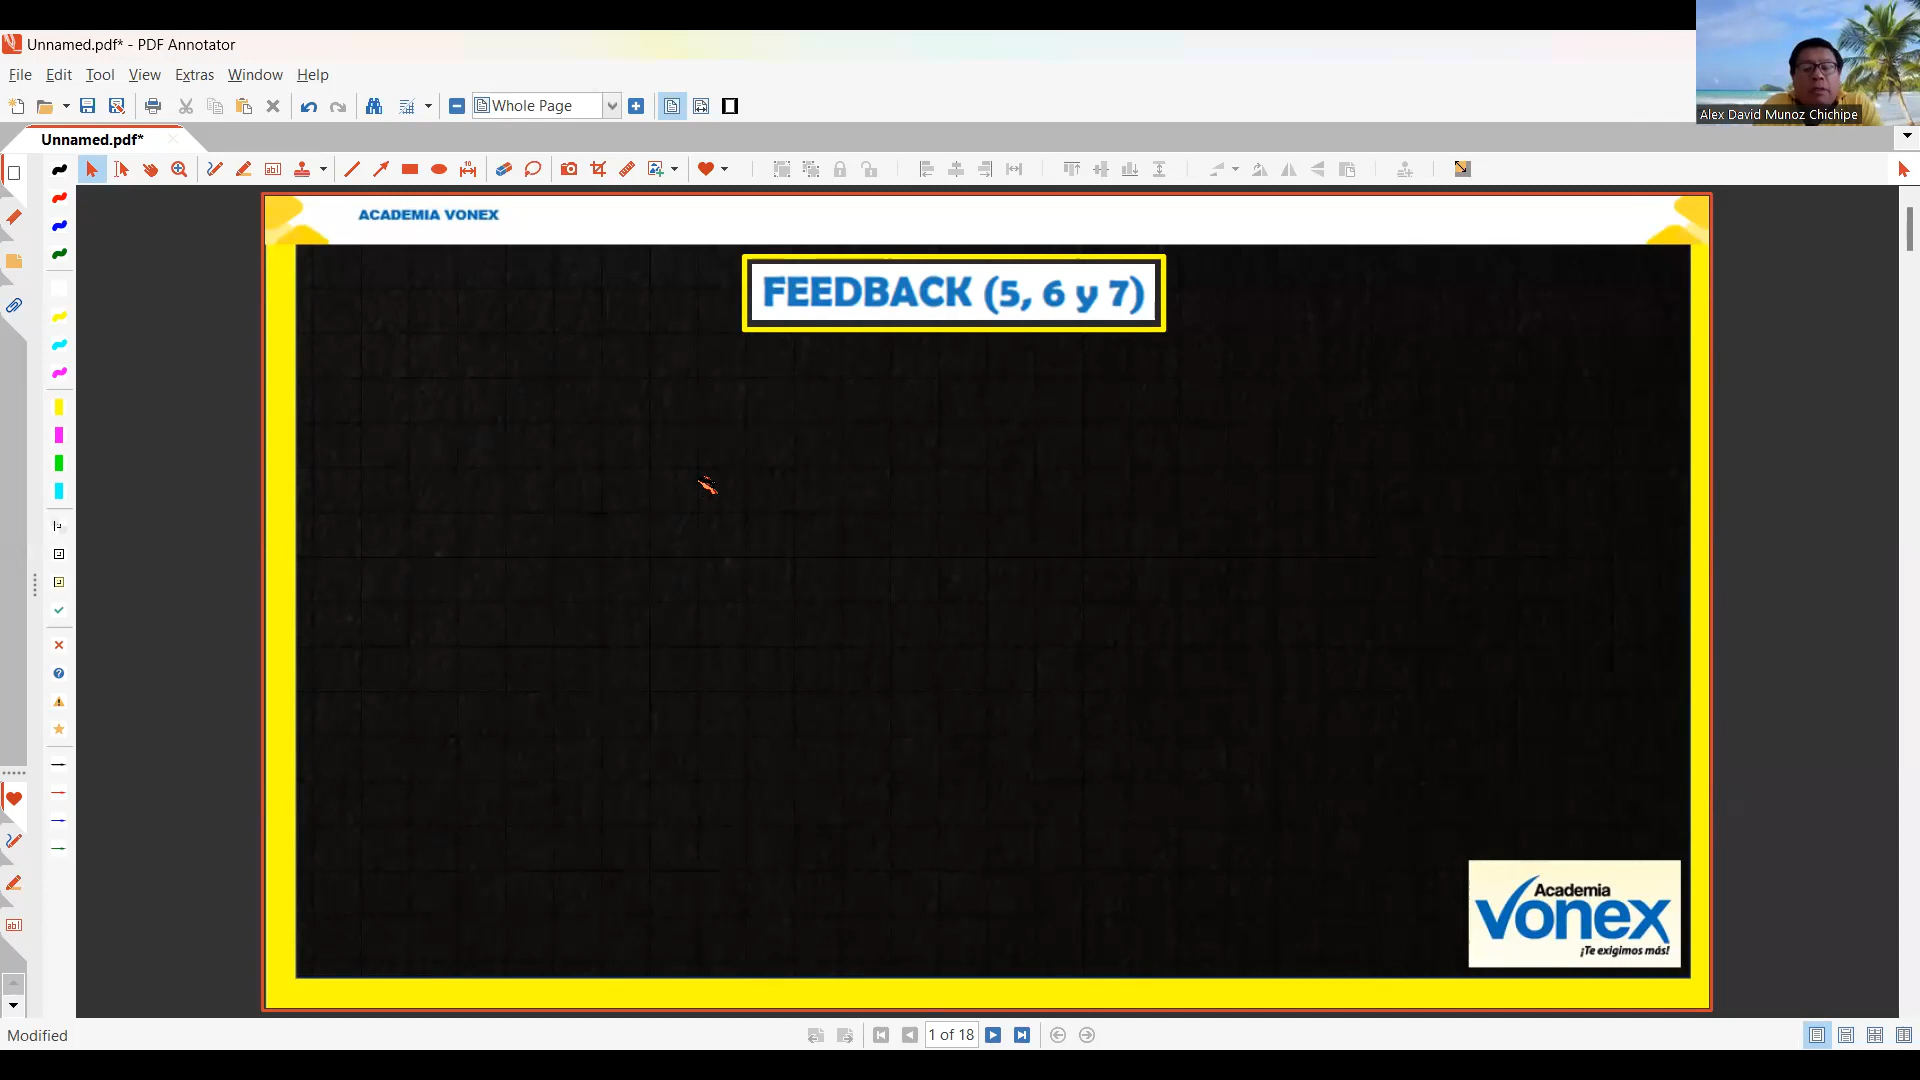 Unnamed.pdf* - PDF Annotator
File Edit Tool View Extras Window Help
Whole Page
Alex David Munoz Chichipe
Unnamed.pdf*
ACADEMIA VONEX
FEEDBACK (5, 6 y 7)
Academia
Vonex
¡Te exigimos más!
Modified
1 of 18